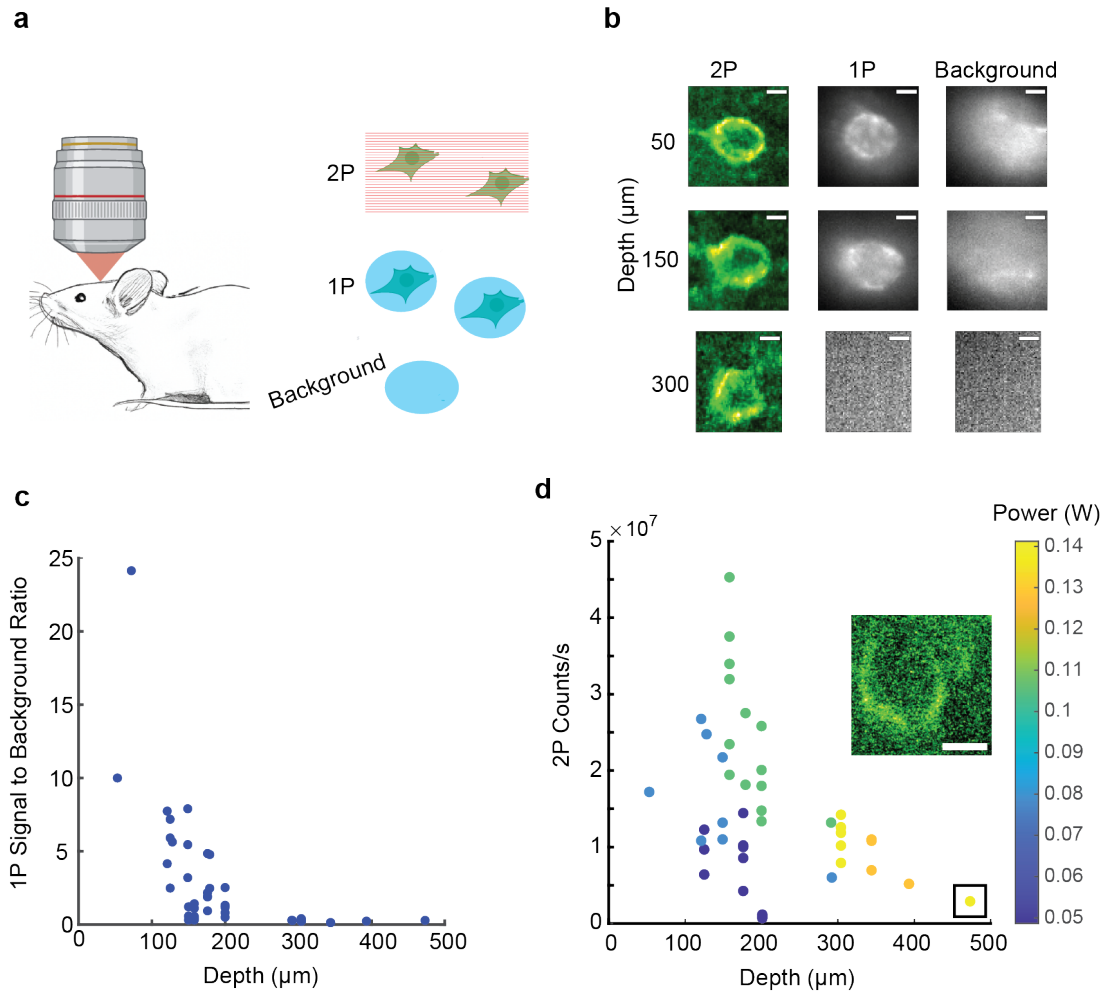 a
2P
1P
Background
b
2P 1P Background
Depth (µm)
50
150
300
c
1P Signal to Background Ratio
25
20
15
10
5
0
0 100 200 300 400 500
Depth (µm)
d
5 × 10⁷
4
3
2
1
0
2P Counts/s
0 100 200 300 400 500
Depth (µm)
Power (W)
0.14
0.13
0.12
0.11
0.1
0.09
0.08
0.07
0.06
0.05